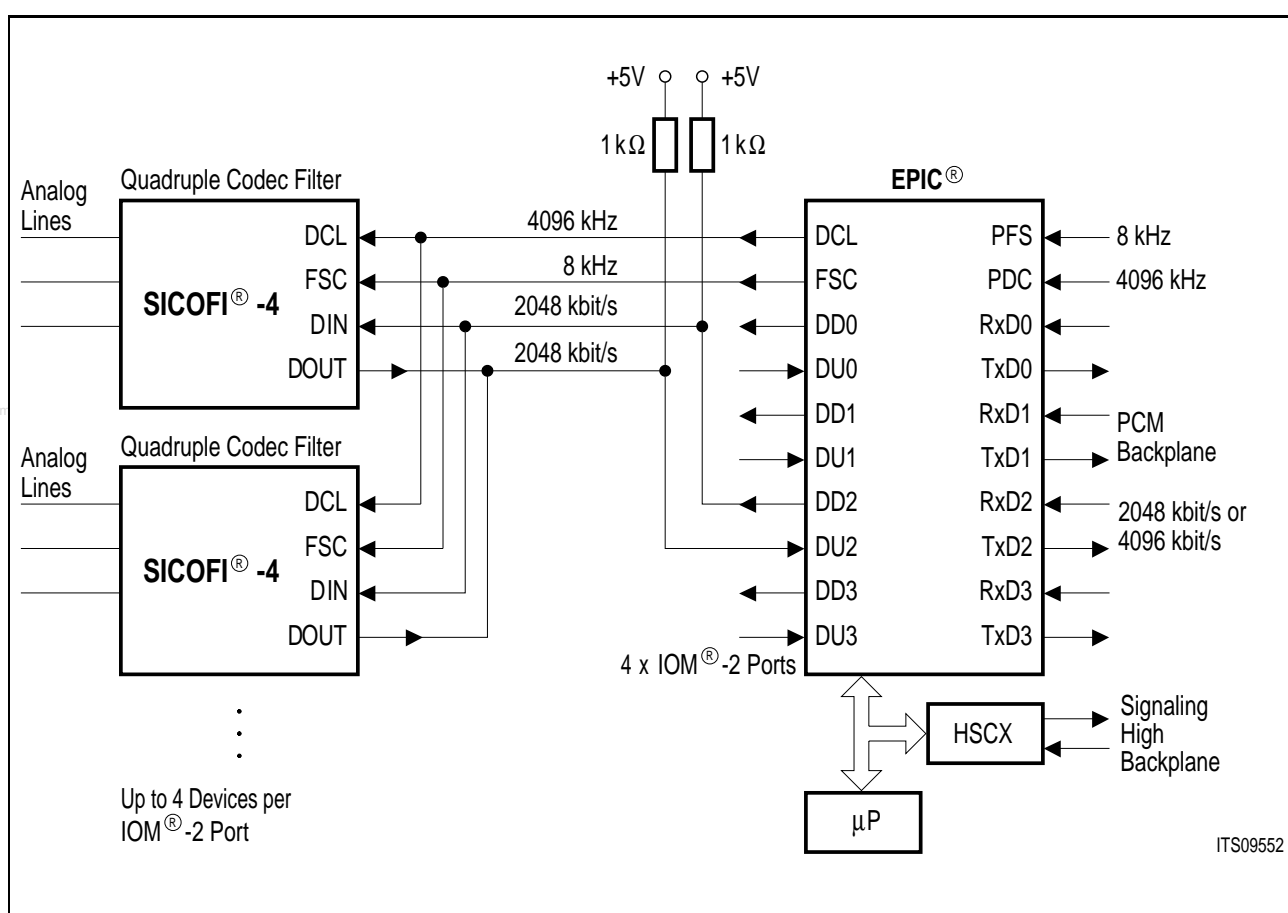 +5V
+5V
1kΩ
1kΩ
Quadruple Codec Filter
Analog
Lines
SICOFI® -4
DCL
FSC
DIN
DOUT
4096 kHz
8 kHz
2048 kbit/s
2048 kbit/s
Quadruple Codec Filter
Analog
Lines
SICOFI® -4
DCL
FSC
DIN
DOUT
Up to 4 Devices per
IOM®-2 Port
EPIC®
DCL
FSC
DD0
DU0
DD1
DU1
DD2
DU2
DD3
DU3
PFS
PDC
RxD0
TxD0
RxD1
TxD1
RxD2
TxD2
RxD3
TxD3
8 kHz
4096 kHz
PCM
Backplane
2048 kbit/s or
4096 kbit/s
4 x IOM®-2 Ports
HSCX
Signaling
High
Backplane
μP
ITS09552